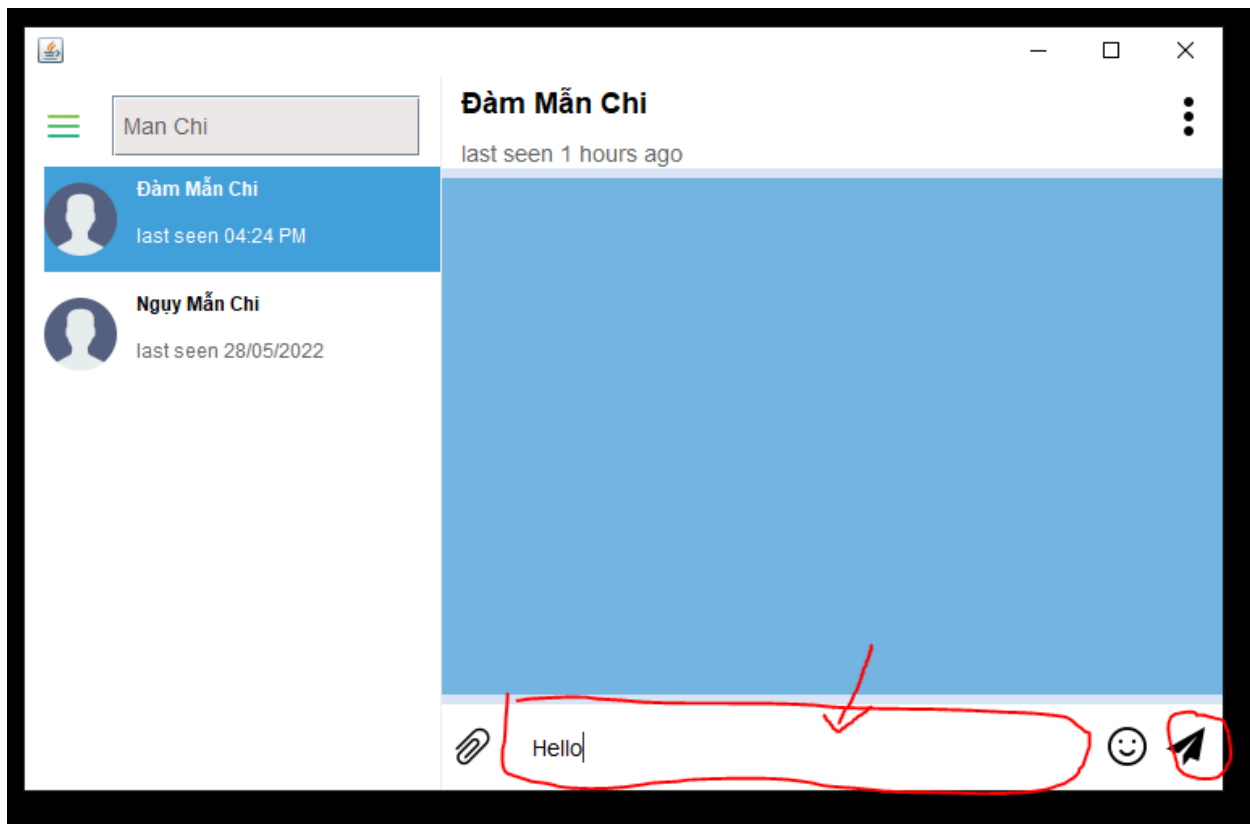 Man Chi
Đàm Mẫn Chi
last seen 04:24 PM
Ngụy Mẫn Chi
last seen 28/05/2022
Đàm Mẫn Chi
last seen 1 hours ago
Hello